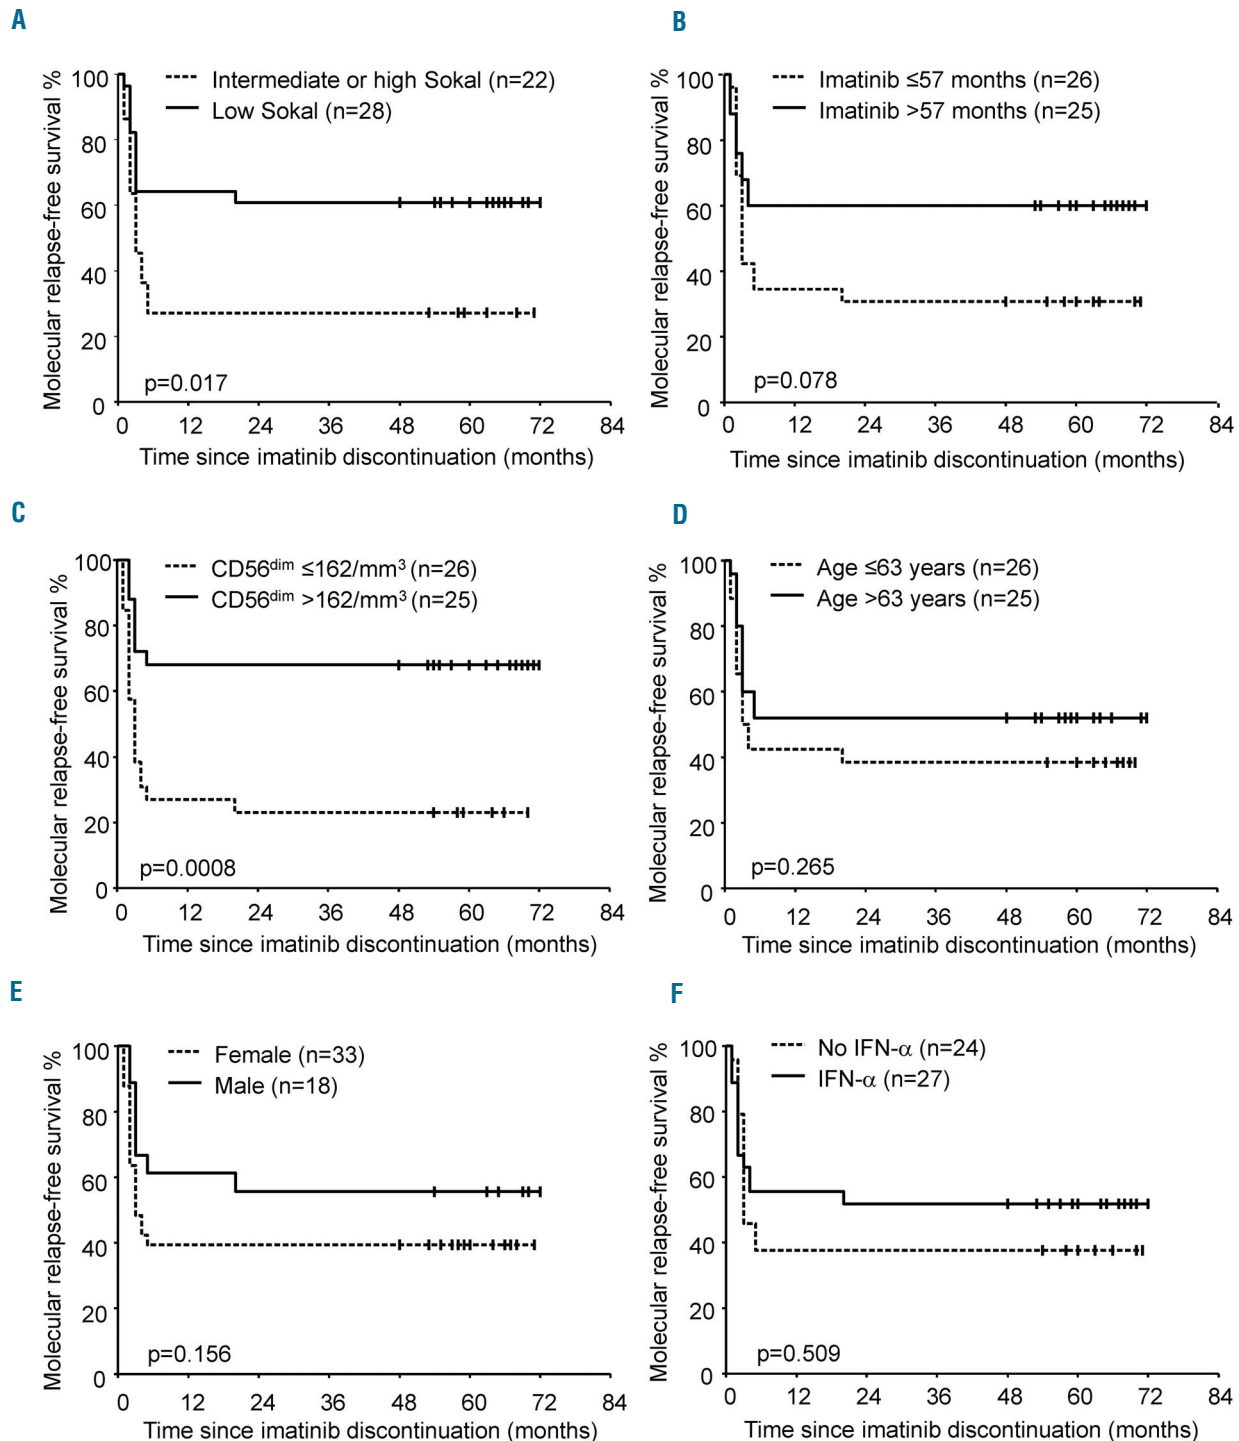 A
Molecular relapse-free survival %
100
80
60
40
20
0
Intermediate or high Sokal (n=22)
Low Sokal (n=28)
p=0.017
0 12 24 36 48 60 72 84
Time since imatinib discontinuation (months)
B
Molecular relapse-free survival %
100
80
60
40
20
0
Imatinib ≤57 months (n=26)
Imatinib >57 months (n=25)
p=0.078
0 12 24 36 48 60 72 84
Time since imatinib discontinuation (months)
C
Molecular relapse-free survival %
100
80
60
40
20
0
CD56ᵈⁱᵐ ≤162/mm³ (n=26)
CD56ᵈⁱᵐ >162/mm³ (n=25)
p=0.0008
0 12 24 36 48 60 72 84
Time since imatinib discontinuation (months)
D
Molecular relapse-free survival %
100
80
60
40
20
0
Age ≤63 years (n=26)
Age >63 years (n=25)
p=0.265
0 12 24 36 48 60 72 84
Time since imatinib discontinuation (months)
E
Molecular relapse-free survival %
100
80
60
40
20
0
Female (n=33)
Male (n=18)
p=0.156
0 12 24 36 48 60 72 84
Time since imatinib discontinuation (months)
F
Molecular relapse-free survival %
100
80
60
40
20
0
No IFN-α (n=24)
IFN-α (n=27)
p=0.509
0 12 24 36 48 60 72 84
Time since imatinib discontinuation (months)